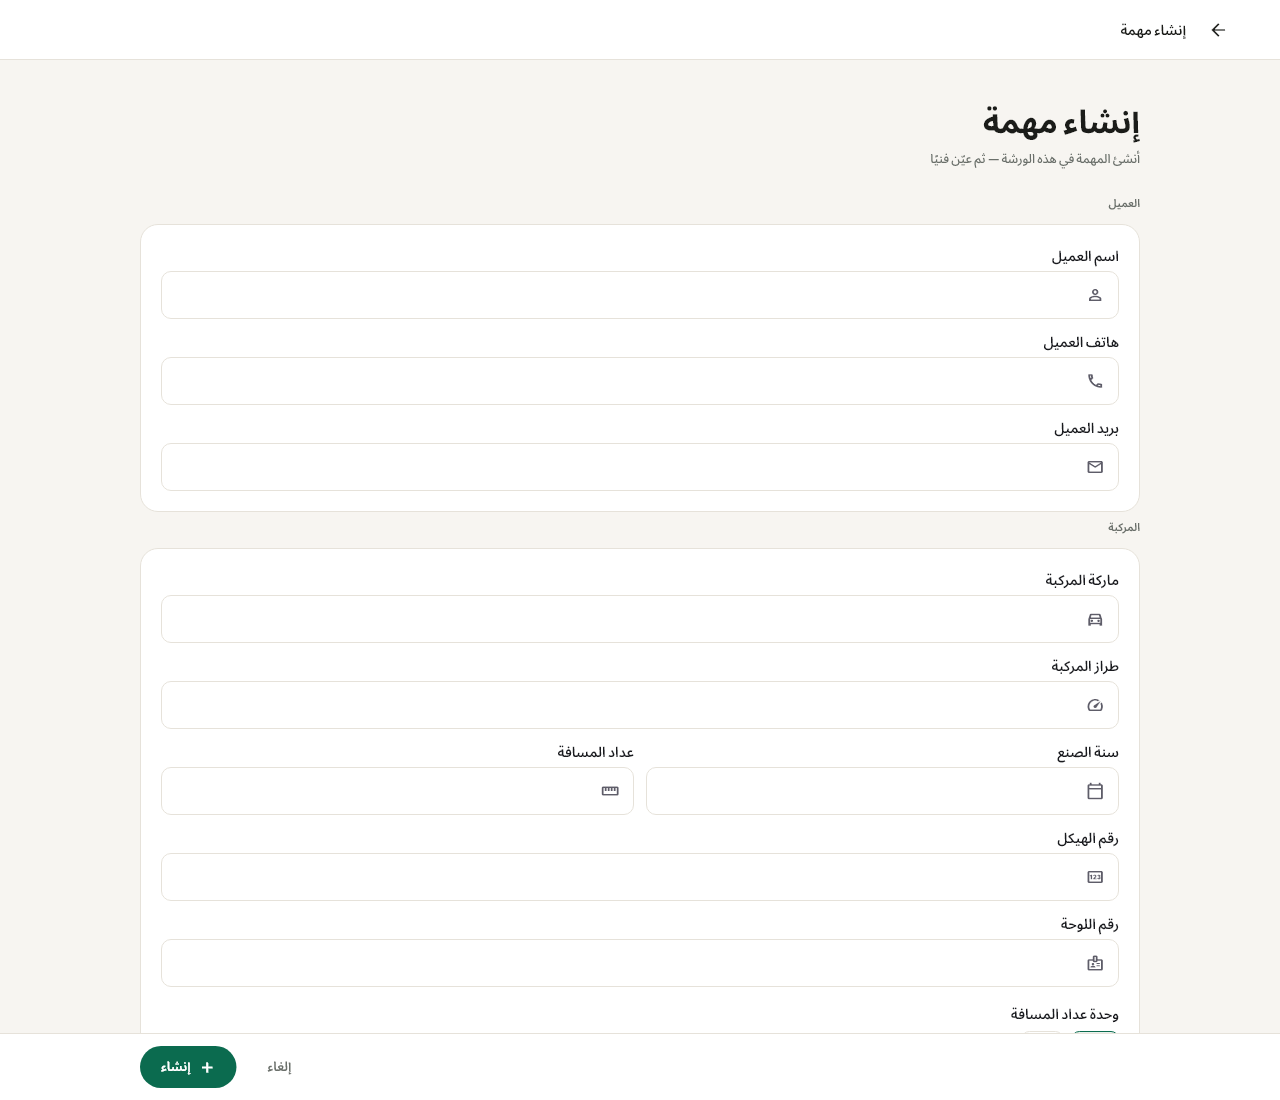 إنشاء مهمة
إنشاء مهمة
أنشئ المهمة في هذه الورشة — ثم عيّن فنيًا
العميل
اسم العميل
هاتف العميل
بريد العميل
المركبة
ماركة المركبة
طراز المركبة
سنة الصنع
عداد المسافة
رقم الهيكل
123
رقم اللوحة
وحدة عداد المسافة
إلغاء
+ إنشاء